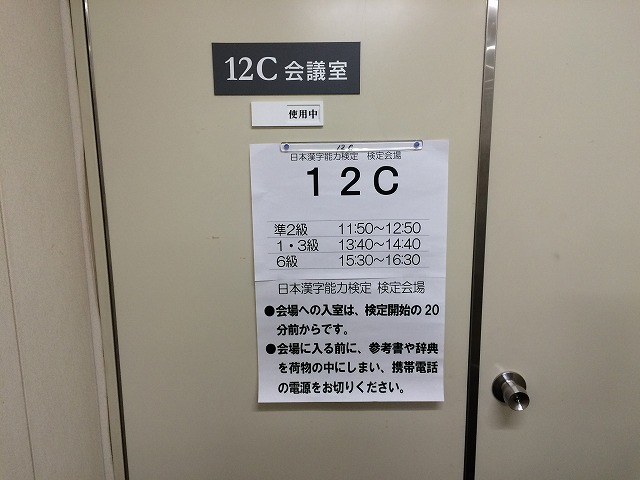 12C 会議室
使用中
12C
日本漢字能力検定 検定会場
12C
準2級 11:50～12:50
1・3級 13:40～14:40
6級 15:30～16:30
日本漢字能力検定 検定会場
●会場への入室は、検定開始の20
分前からです。
●会場に入る前に、参考書や辞典
を荷物の中にしまい、携帯電話
の電源をお切りください。